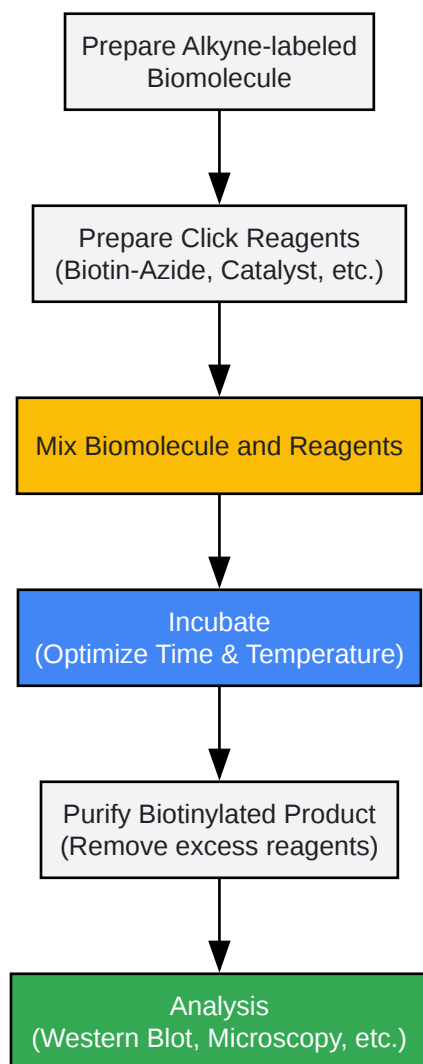 Prepare Alkyne-labeled
Biomolecule
Prepare Click Reagents
(Biotin-Azide, Catalyst, etc.)
Mix Biomolecule and Reagents
Incubate
(Optimize Time & Temperature)
Purify Biotinylated Product
(Remove excess reagents)
Analysis
(Western Blot, Microscopy, etc.)